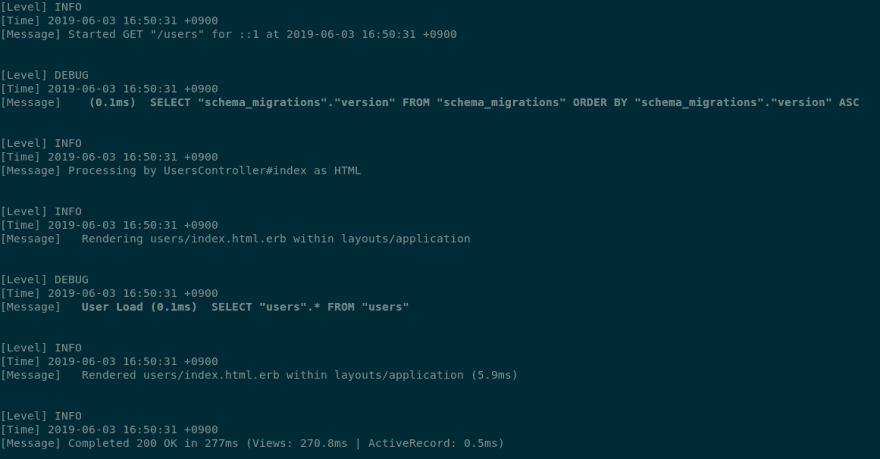 [Level] INFO
[Time] 2019-06-03 16:50:31 +0900
[Message] Started GET "/users" for ::1 at 2019-06-03 16:50:31 +0900
[Level] DEBUG
[Time] 2019-06-03 16:50:31 +0900
[Message]    (0.1ms)  SELECT "schema_migrations"."version" FROM "schema_migrations" ORDER BY "schema_migrations"."version" ASC
[Level] INFO
[Time] 2019-06-03 16:50:31 +0900
[Message] Processing by UsersController#index as HTML
[Level] INFO
[Time] 2019-06-03 16:50:31 +0900
[Message]   Rendering users/index.html.erb within layouts/application
[Level] DEBUG
[Time] 2019-06-03 16:50:31 +0900
[Message]   User Load (0.1ms)  SELECT "users".* FROM "users"
[Level] INFO
[Time] 2019-06-03 16:50:31 +0900
[Message]   Rendered users/index.html.erb within layouts/application (5.9ms)
[Level] INFO
[Time] 2019-06-03 16:50:31 +0900
[Message] Completed 200 OK in 277ms (Views: 270.8ms | ActiveRecord: 0.5ms)